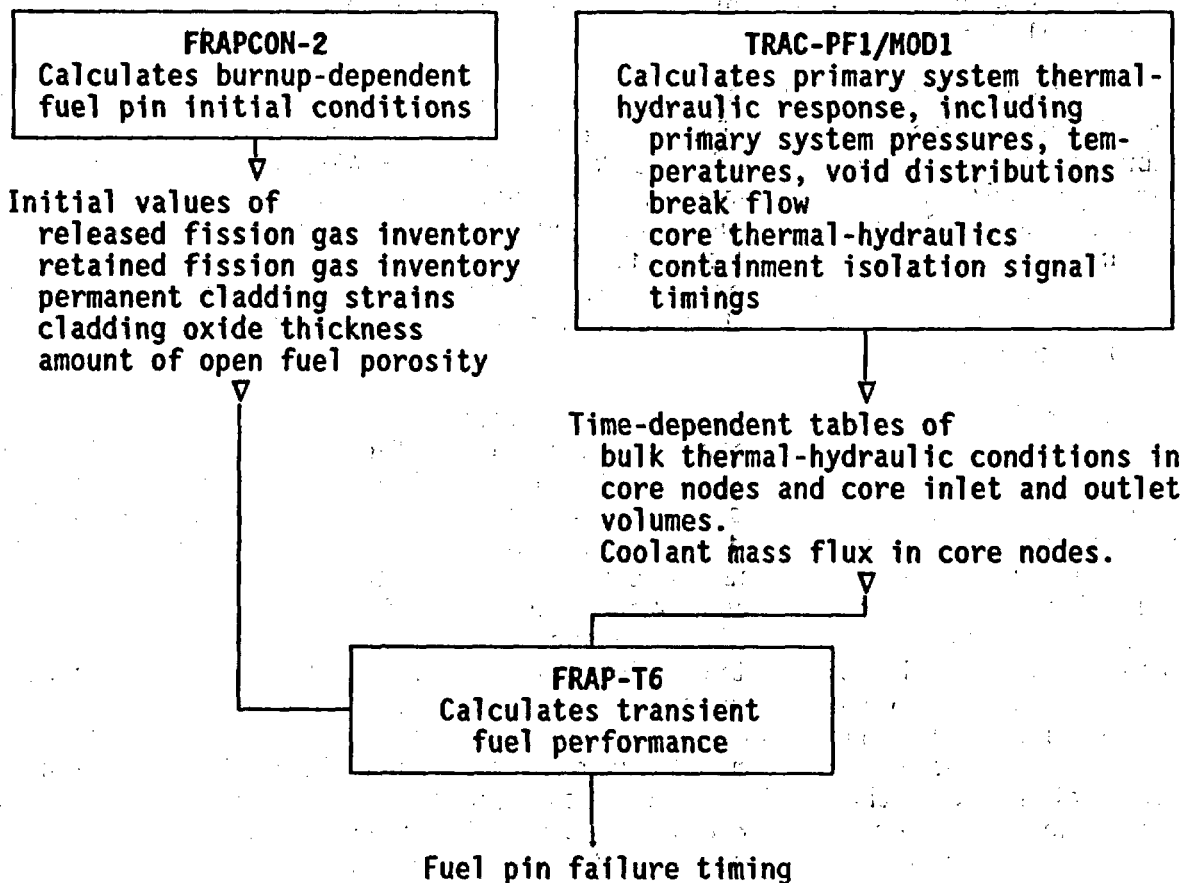 FRAPCON-2
Calculates burnup-dependent
fuel pin initial conditions
Initial values of
released fission gas inventory
retained fission gas inventory
permanent cladding strains
cladding oxide thickness
amount of open fuel porosity
TRAC-PF1/MOD1
Calculates primary system thermal-
hydraulic response, including
primary system pressures, tem-
peratures, void distributions
break flow
core thermal-hydraulics
containment isolation signal
timings
Time-dependent tables of
bulk thermal-hydraulic conditions in
core nodes and core inlet and outlet
volumes.
Coolant mass flux in core nodes.
FRAP-T6
Calculates transient
fuel performance
Fuel pin failure timing